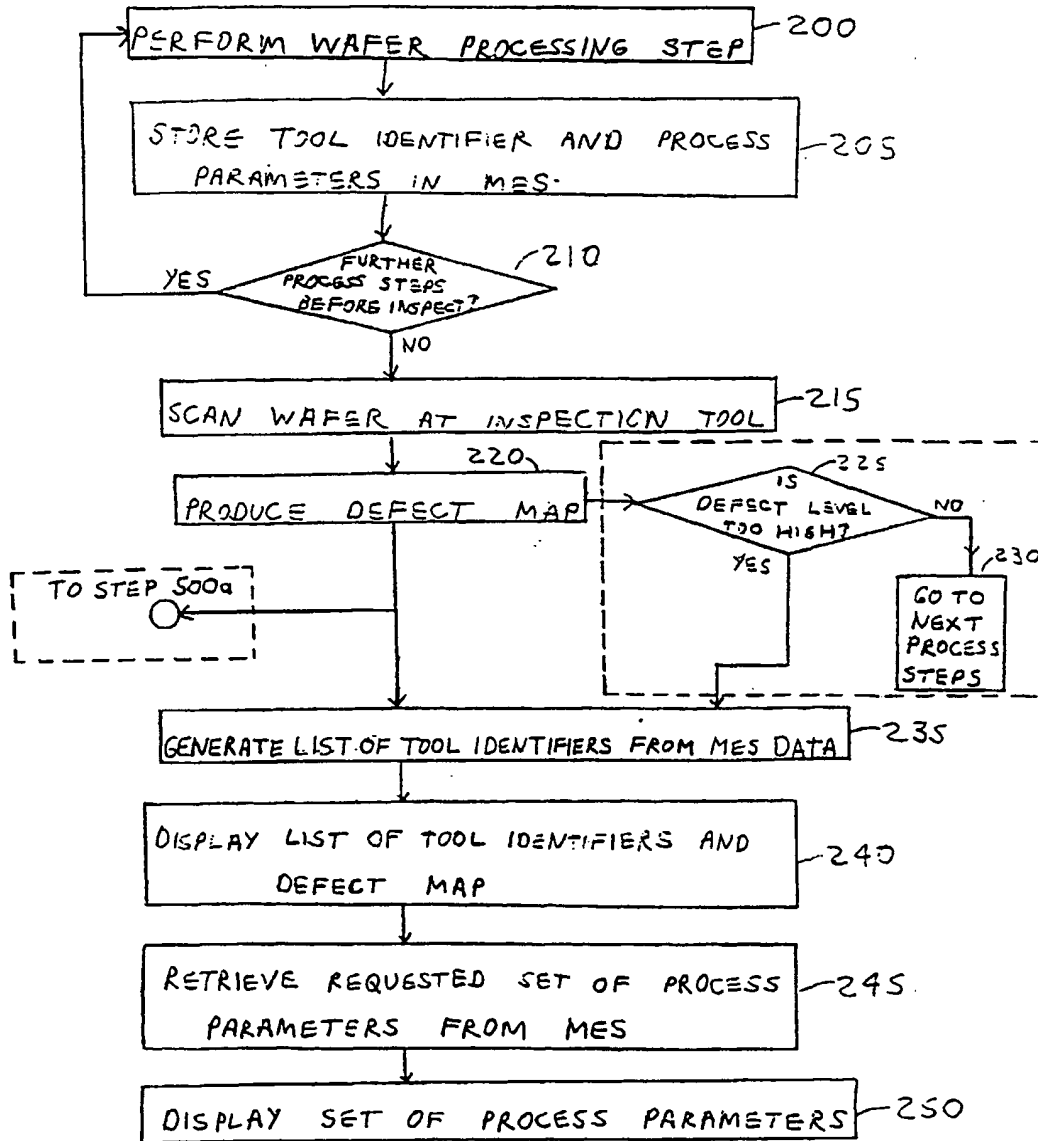 PERFORM WAFER PROCESSING STEP
200
STORE TOOL IDENTIFIER AND PROCESS
PARAMETERS IN MES.
205
FURTHER
PROCESS STEPS
BEFORE INSPECT?
210
YES
NO
SCAN WAFER AT INSPECTION TOOL
215
PRODUCE DEFECT MAP
220
IS
DEFECT LEVEL
TOO HIGH?
225
NO
YES
230
GO TO
NEXT
PROCESS
STEPS
TO STEP 500a
GENERATE LIST OF TOOL IDENTIFIERS FROM MES DATA
235
DISPLAY LIST OF TOOL IDENTIFIERS AND
DEFECT MAP
240
RETRIEVE REQUESTED SET OF PROCESS
PARAMETERS FROM MES
245
DISPLAY SET OF PROCESS PARAMETERS
250